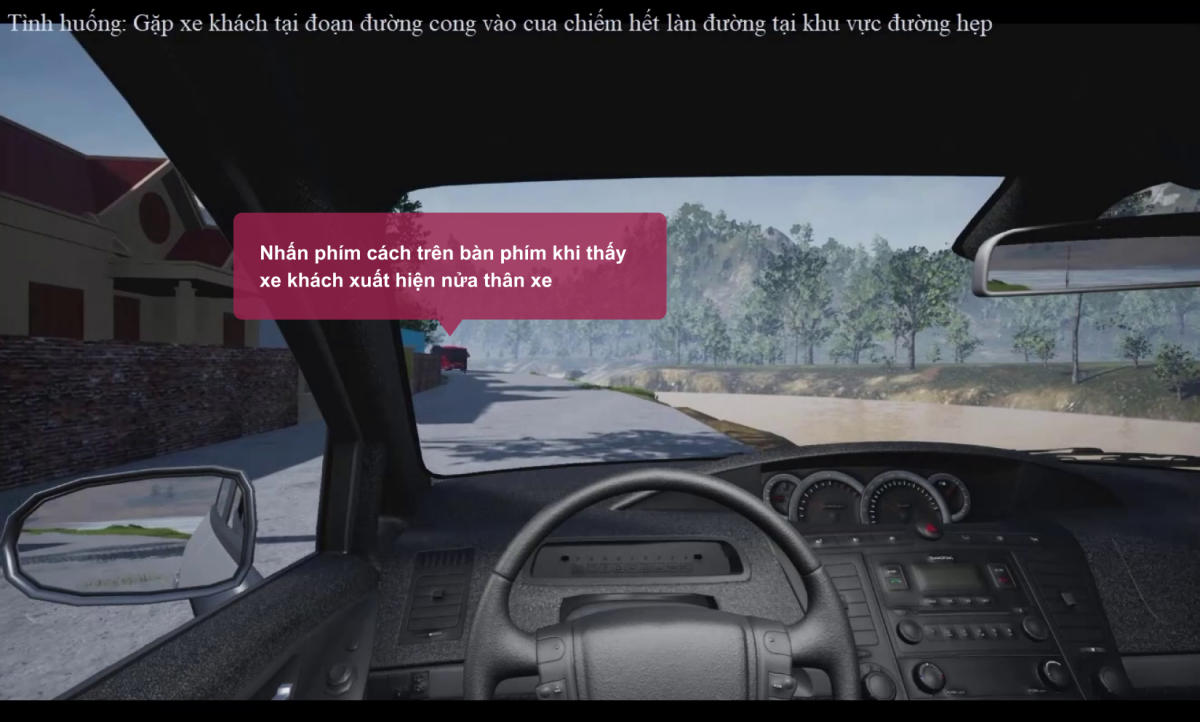 Tình huống: Gặp xe khách tại đoạn đường cong vào cua chiếm hết làn đường tại khu vực đường hẹp
Nhấn phím cách trên bàn phím khi thấy
xe khách xuất hiện nửa thân xe